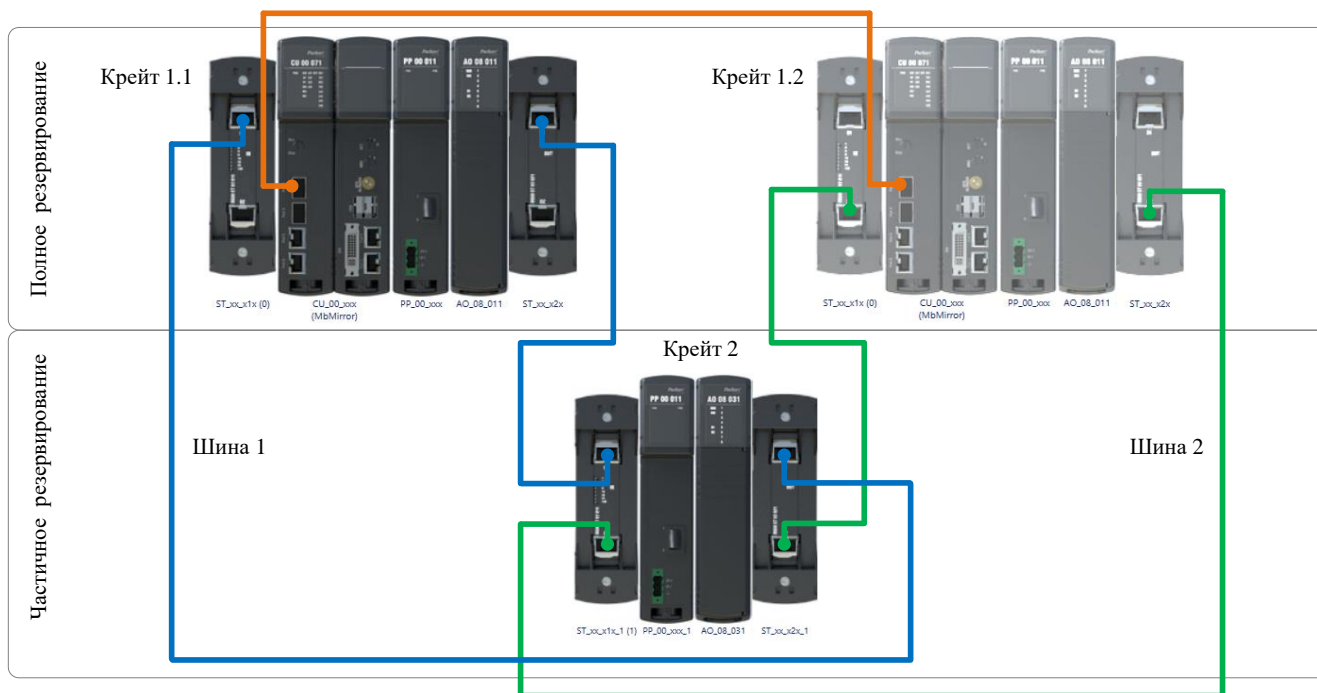 Полное резервирование
Крейт 1.1
CU 00 071
PP 00 011
AO 08 011
ST_xx_x1x (0)
CU_00_xxx
(MbMirror)
PP_00_xxx
AO_08_011
ST_xx_x2x
Крейт 1.2
CU 00 071
PP 00 011
AO 08 011
ST_xx_x1x (0)
CU_00_xxx
(MbMirror)
PP_00_xxx
AO_08_011
ST_xx_x2x
Частичное резервирование
Крейт 2
Шина 1
Шина 2
PP 00 011
AO 08 031
ST_xx_x1x_1 (1)
PP_00_xxx_1
AO_08_031
ST_xx_x2x_1